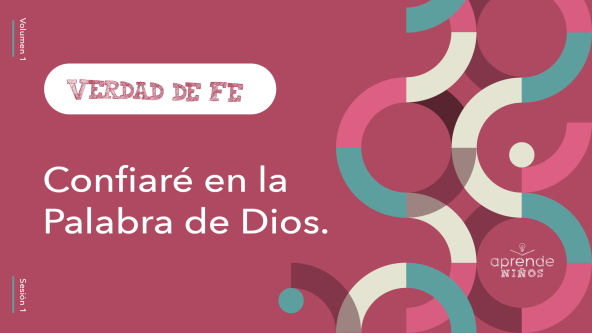 Volumen 1
VERDAD DE FE
Confiaré en la
Palabra de Dios.
Sesión 1
aprende
NIÑOS